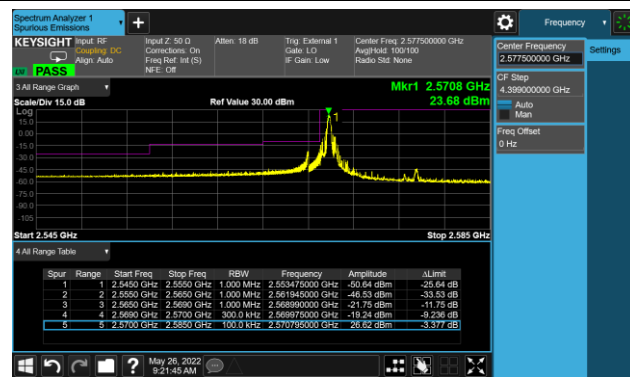 Spectrum Analyzer 1
Spurious Emissions
Frequency
KEYSIGHT
Input: RF
Coupling: DC
Align: Auto
Input Z: 50 Ω
Corrections: On
Freq Ref: Int (S)
NFE: Off
Atten: 18 dB
Trig: External 1
Gate: LO
IF Gain: Low
Center Freq: 2.577500000 GHz
Avg|Hold: 100/100
Radio Std: None
PASS
Center Frequency
2.577500000 GHz
Settings
CF Step
4.399000000 GHz
Auto
Man
Freq Offset
0 Hz
3 All Range Graph
Mkr1 2.5708 GHz
Scale/Div 15.0 dB
Ref Value 30.00 dBm
23.68 dBm
Log
15.0
0.00
-15.0
-30.0
-45.0
-60.0
-75.0
-90.0
-105
1
Start 2.545 GHz
Stop 2.585 GHz
4 All Range Table
Spur Range Start Freq Stop Freq RBW Frequency Amplitude ΔLimit
1 1 2.5450 GHz 2.5550 GHz 1.000 MHz 2.553475000 GHz -50.64 dBm -25.64 dB
2 2 2.5550 GHz 2.5650 GHz 1.000 MHz 2.561945000 GHz -46.53 dBm -33.53 dB
3 3 2.5650 GHz 2.5690 GHz 1.000 MHz 2.568990000 GHz -21.75 dBm -11.75 dB
4 4 2.5690 GHz 2.5700 GHz 300.0 kHz 2.569975000 GHz -19.24 dBm -9.236 dB
5 5 2.5700 GHz 2.5850 GHz 100.0 kHz 2.570795000 GHz 26.62 dBm -3.377 dB
May 26, 2022
9:21:45 AM